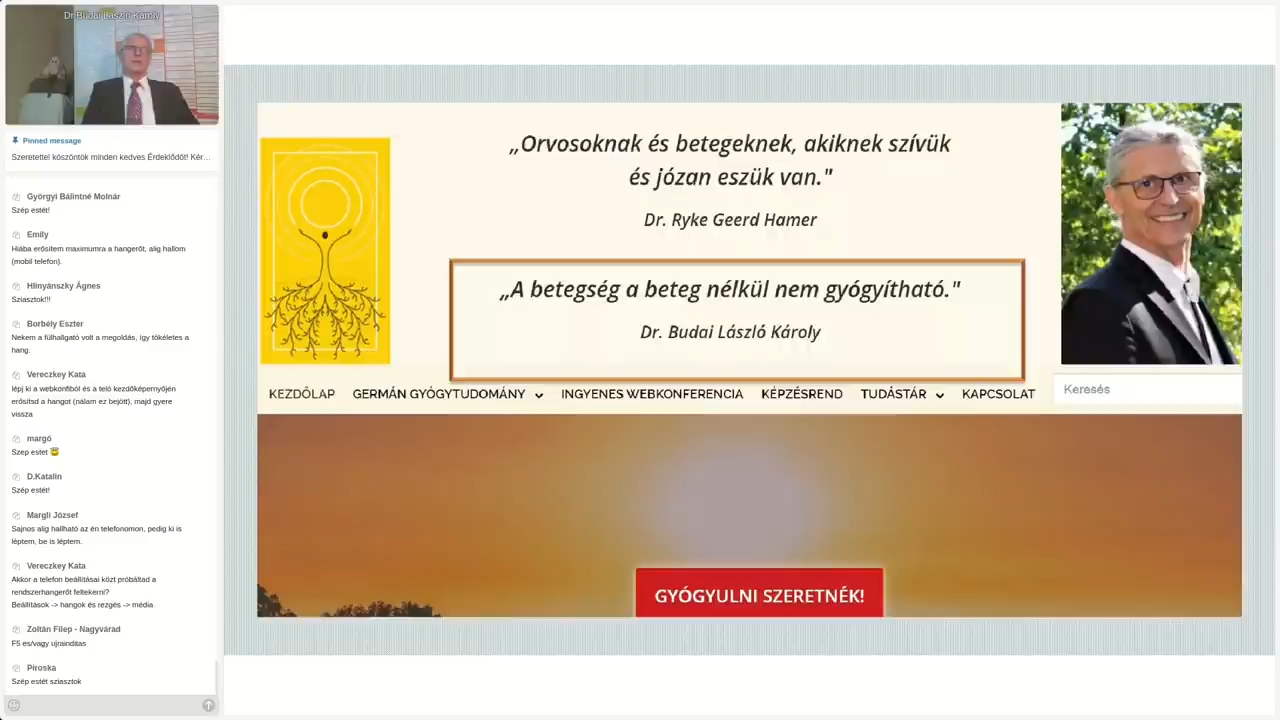 Dr Budai László Károly
Pinned message
Szeretettel köszöntök minden kedves Érdeklődőt! Kér…
Györgyi Bálintné Molnár
Szép estét!
Emily
Hiába erősítem maximumra a hangerőt, alig hallom
(mobil telefon).
Hlinyánszky Ágnes
Sziasztok!!!
Borbély Eszter
Nekem a fülhallgató volt a megoldás, így tökéletes a
hang.
Vereczkey Kata
lépj ki a webkonfiból és a teló kezdőképernyőjén
erősítsd a hangot (nálam ez bejött), majd gyere
vissza
margó
Szep estet
D.Katalin
Szép estét!
Margli József
Sajnos alig hallható az én telefonomon, pedig ki is
léptem, be is léptem.
Vereczkey Kata
Akkor a telefon beállításai közt próbáltad a
rendszerhangerőt feltekerni?
Beállítások -> hangok és rezgés -> média
Zoltán Filep - Nagyvárad
F5 es/vagy ujrainditas
Piroska
Szép estét sziasztok
„Orvosoknak és betegeknek, akiknek szívük
és józan eszük van."
Dr. Ryke Geerd Hamer
„A betegség a beteg nélkül nem gyógyítható."
Dr. Budai László Károly
KEZDŐLAP GERMÁN GYÓGYTUDOMÁNY INGYENES WEBKONFERENCIA KÉPZÉSREND TUDÁSTÁR KAPCSOLAT Keresés
GYÓGYULNI SZERETNÉK!